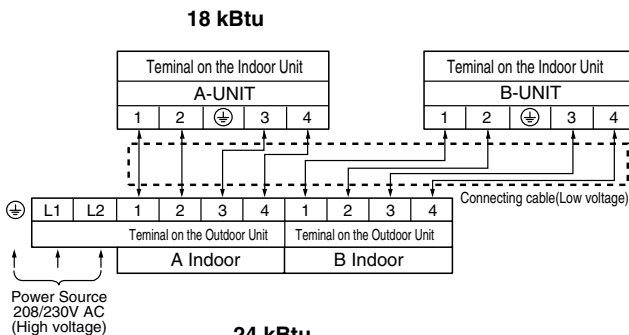 18 kBtu
Teminal on the Indoor Unit
A-UNIT
1 2 ⏚ 3 4
Teminal on the Indoor Unit
B-UNIT
1 2 ⏚ 3 4
Connecting cable(Low voltage)
⏚ L1 L2 1 2 3 4 1 2 3 4
Teminal on the Outdoor Unit Teminal on the Outdoor Unit
A Indoor B Indoor
Power Source
208/230V AC
(High voltage)
24 kBtu